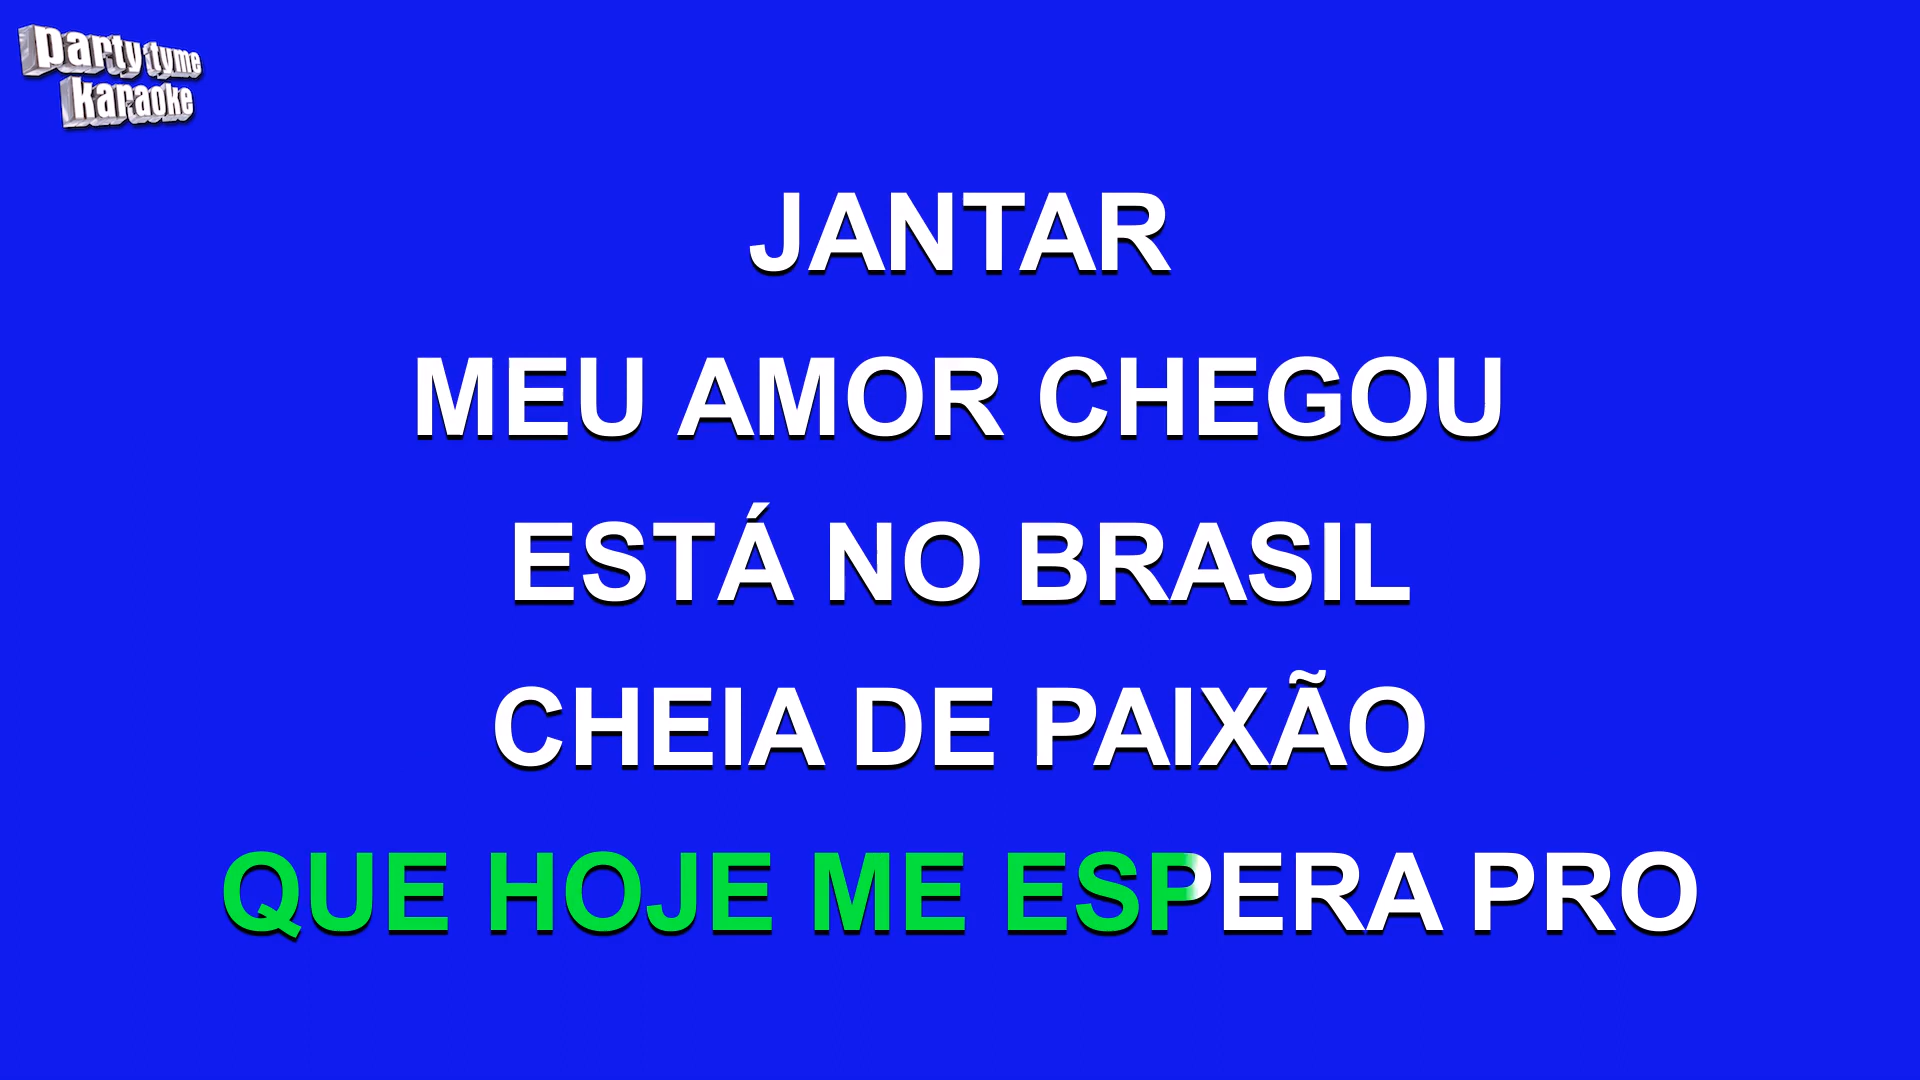 party tyme
karaoke
JANTAR
MEU AMOR CHEGOU
ESTÁ NO BRASIL
CHEIA DE PAIXÃO
QUE HOJE ME ESPERA PRO